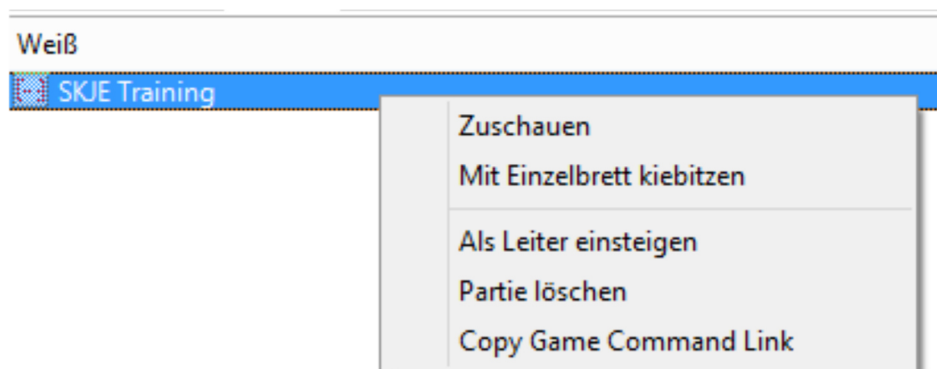 Weiß
SKJE Training
Zuschauen
Mit Einzelbrett kiebitzen
Als Leiter einsteigen
Partie löschen
Copy Game Command Link